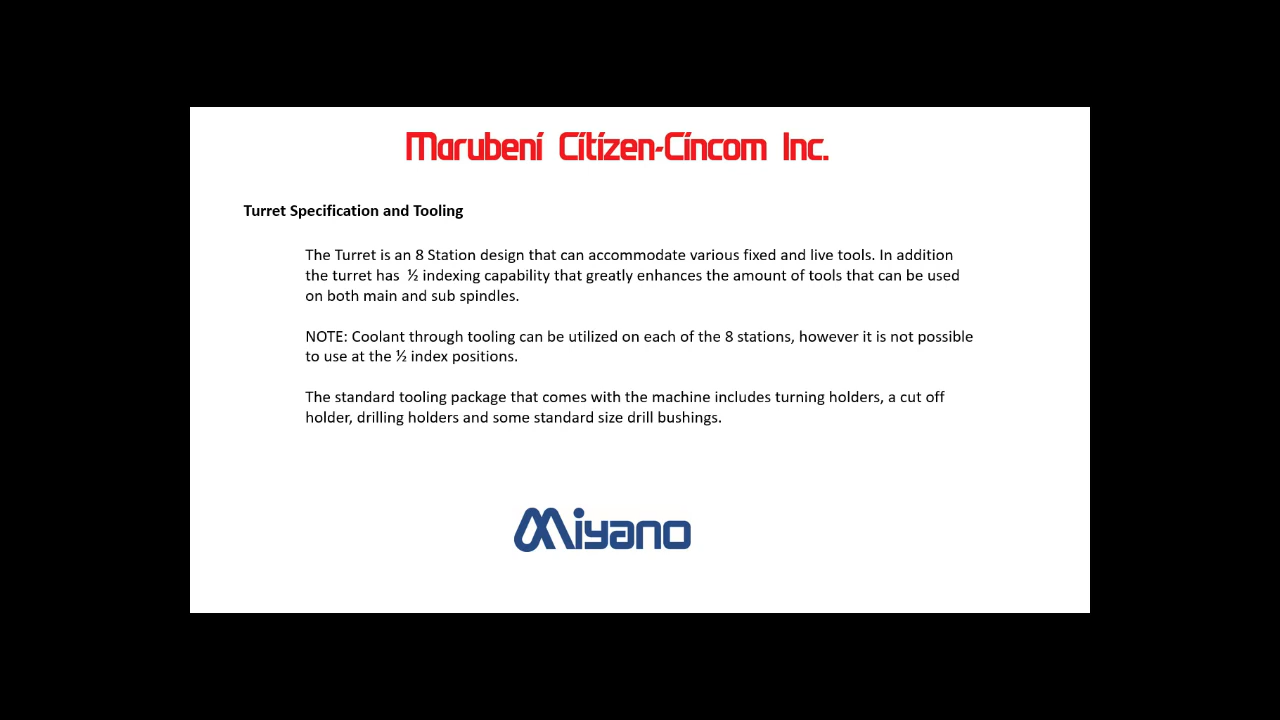 Marubeni Citizen-Cincom Inc.
Turret Specification and Tooling
The Turret is an 8 Station design that can accommodate various fixed and live tools. In addition
the turret has ½ indexing capability that greatly enhances the amount of tools that can be used
on both main and sub spindles.
NOTE: Coolant through tooling can be utilized on each of the 8 stations, however it is not possible
to use at the ½ index positions.
The standard tooling package that comes with the machine includes turning holders, a cut off
holder, drilling holders and some standard size drill bushings.
Miyano